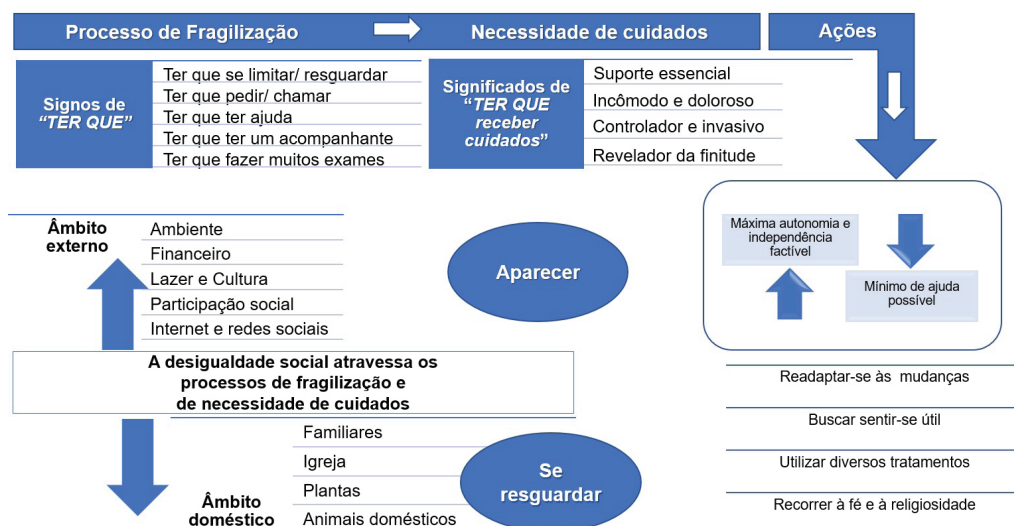 Processo de Fragilização
Necessidade de cuidados
Ações
Signos de
“TER QUE”
Ter que se limitar/ resguardar
Ter que pedir/ chamar
Ter que ter ajuda
Ter que ter um acompanhante
Ter que fazer muitos exames
Significados de
“TER QUE
receber
cuidados”
Suporte essencial
Incômodo e doloroso
Controlador e invasivo
Revelador da finitude
Máxima autonomia e
independência
factível
Mínimo de ajuda
possível
Âmbito
externo
Ambiente
Financeiro
Lazer e Cultura
Participação social
Internet e redes sociais
Aparecer
A desigualdade social atravessa os
processos de fragilização e
de necessidade de cuidados
Âmbito
doméstico
Familiares
Igreja
Plantas
Animais domésticos
Se
resguardar
Readaptar-se às mudanças
Buscar sentir-se útil
Utilizar diversos tratamentos
Recorrer à fé e à religiosidade